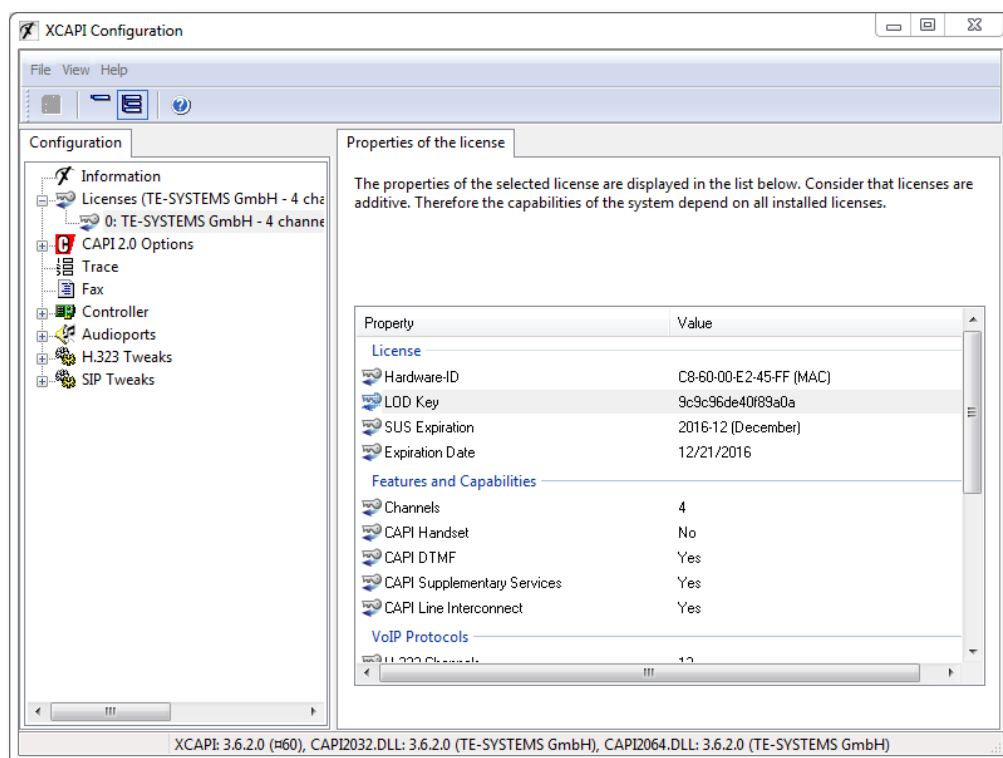 XCAPI Configuration
File View Help
Configuration
Information
Licenses (TE-SYSTEMS GmbH - 4 cha
0: TE-SYSTEMS GmbH - 4 channe
CAPI 2.0 Options
Trace
Fax
Controller
Audioports
H.323 Tweaks
SIP Tweaks
Properties of the license
The properties of the selected license are displayed in the list below. Consider that licenses are
additive. Therefore the capabilities of the system depend on all installed licenses.
Property Value
License
Hardware-ID C8-60-00-E2-45-FF (MAC)
LOD Key 9c9c96de40f89a0a
SUS Expiration 2016-12 (December)
Expiration Date 12/21/2016
Features and Capabilities
Channels 4
CAPI Handset No
CAPI DTMF Yes
CAPI Supplementary Services Yes
CAPI Line Interconnect Yes
VoIP Protocols
H.323 Channels 12
XCAPI: 3.6.2.0 (¤60), CAPI2032.DLL: 3.6.2.0 (TE-SYSTEMS GmbH), CAPI2064.DLL: 3.6.2.0 (TE-SYSTEMS GmbH)